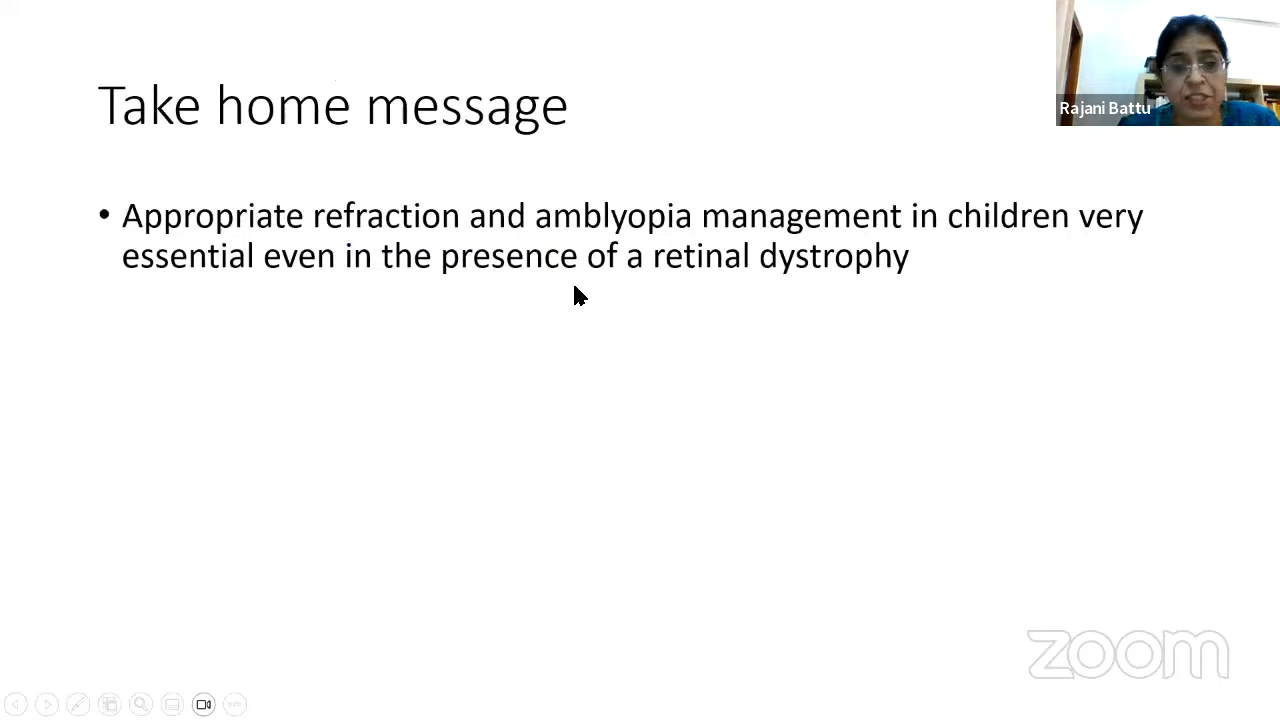 Take home message
Rajani Battu
• Appropriate refraction and amblyopia management in children very
essential even in the presence of a retinal dystrophy
zoom